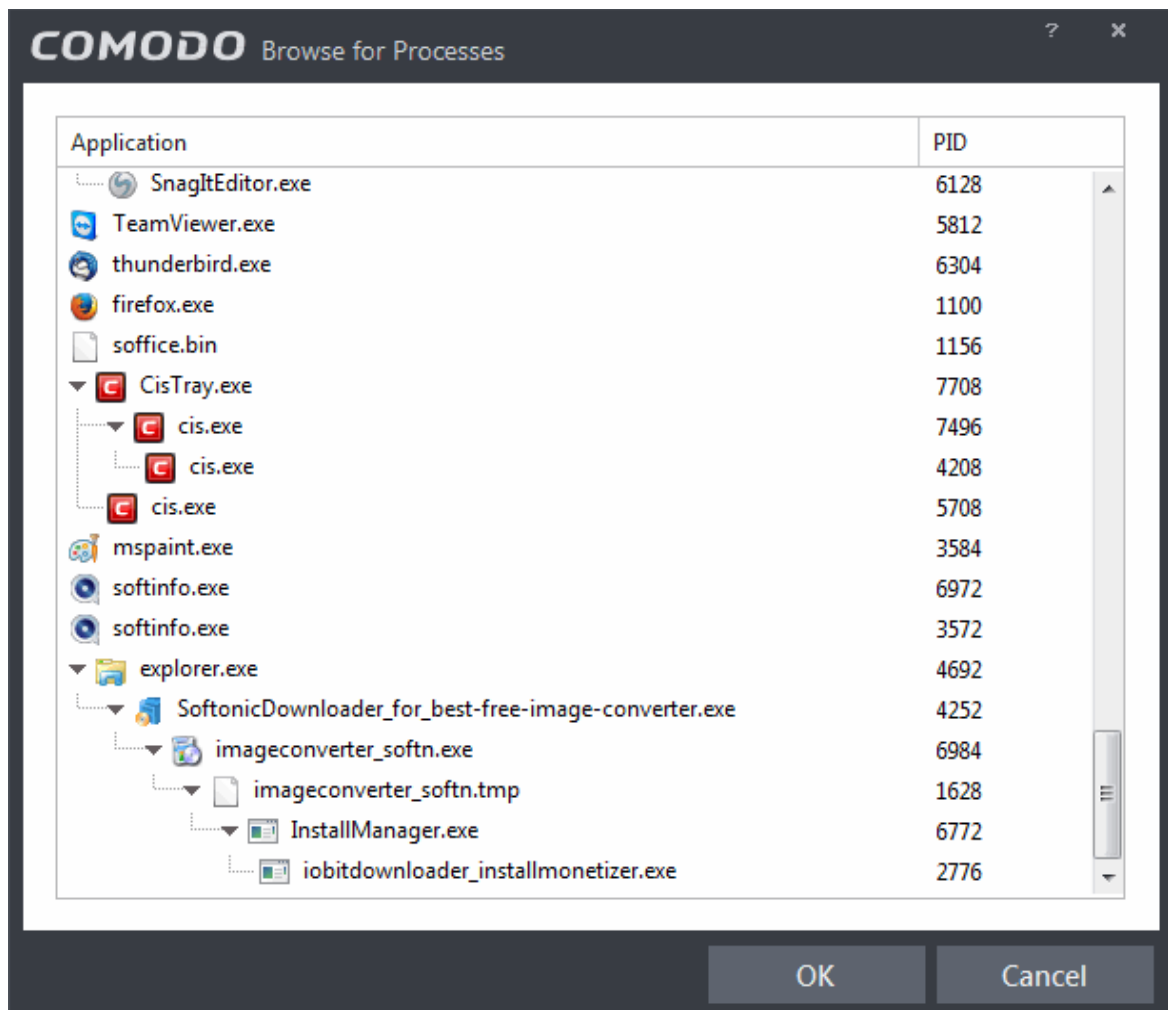 COMODO Browse for Processes ? ×
Application PID
SnagItEditor.exe 6128
TeamViewer.exe 5812
thunderbird.exe 6304
firefox.exe 1100
soffice.bin 1156
CisTray.exe 7708
cis.exe 7496
cis.exe 4208
cis.exe 5708
mspaint.exe 3584
softinfo.exe 6972
softinfo.exe 3572
explorer.exe 4692
SoftonicDownloader_for_best-free-image-converter.exe 4252
imageconverter_softn.exe 6984
imageconverter_softn.tmp 1628
InstallManager.exe 6772
iobitdownloader_installmonetizer.exe 2776
OK Cancel